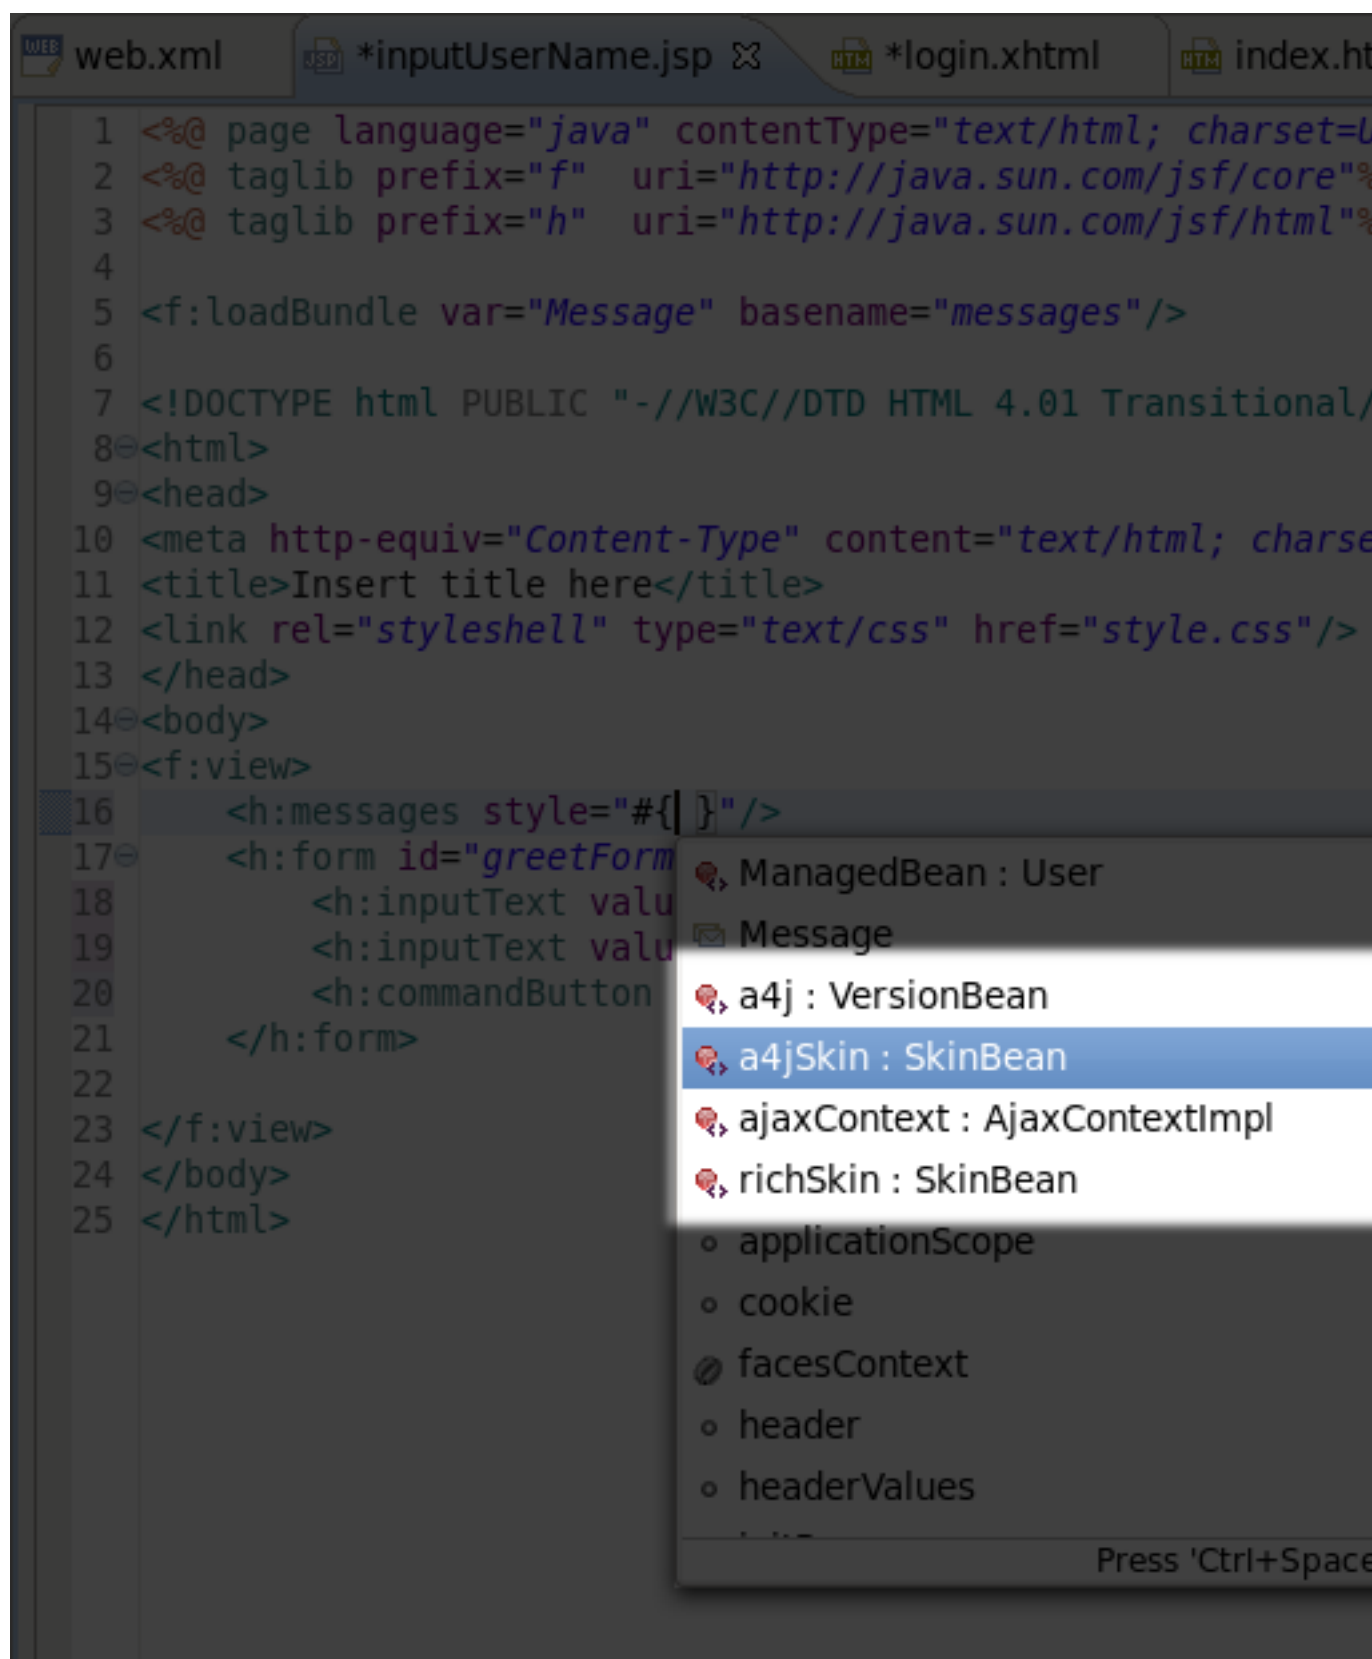 web.xml *inputUserName.jsp *login.xhtml index.ht
1 <%@ page language="java" contentType="text/html; charset=U
2 <%@ taglib prefix="f" uri="http://java.sun.com/jsf/core"%
3 <%@ taglib prefix="h" uri="http://java.sun.com/jsf/html"%
4
5 <f:loadBundle var="Message" basename="messages"/>
6
7 <!DOCTYPE html PUBLIC "-//W3C//DTD HTML 4.01 Transitional/
8 <html>
9 <head>
10 <meta http-equiv="Content-Type" content="text/html; charse
11 <title>Insert title here</title>
12 <link rel="styleshell" type="text/css" href="style.css"/>
13 </head>
14 <body>
15 <f:view>
16 <h:messages style="#{ }"/>
17 <h:form id="greetForm
18 <h:inputText valu
19 <h:inputText valu
20 <h:commandButton
21 </h:form>
22
23 </f:view>
24 </body>
25 </html>
ManagedBean : User
Message
a4j : VersionBean
a4jSkin : SkinBean
ajaxContext : AjaxContextImpl
richSkin : SkinBean
applicationScope
cookie
facesContext
header
headerValues
Press 'Ctrl+Space